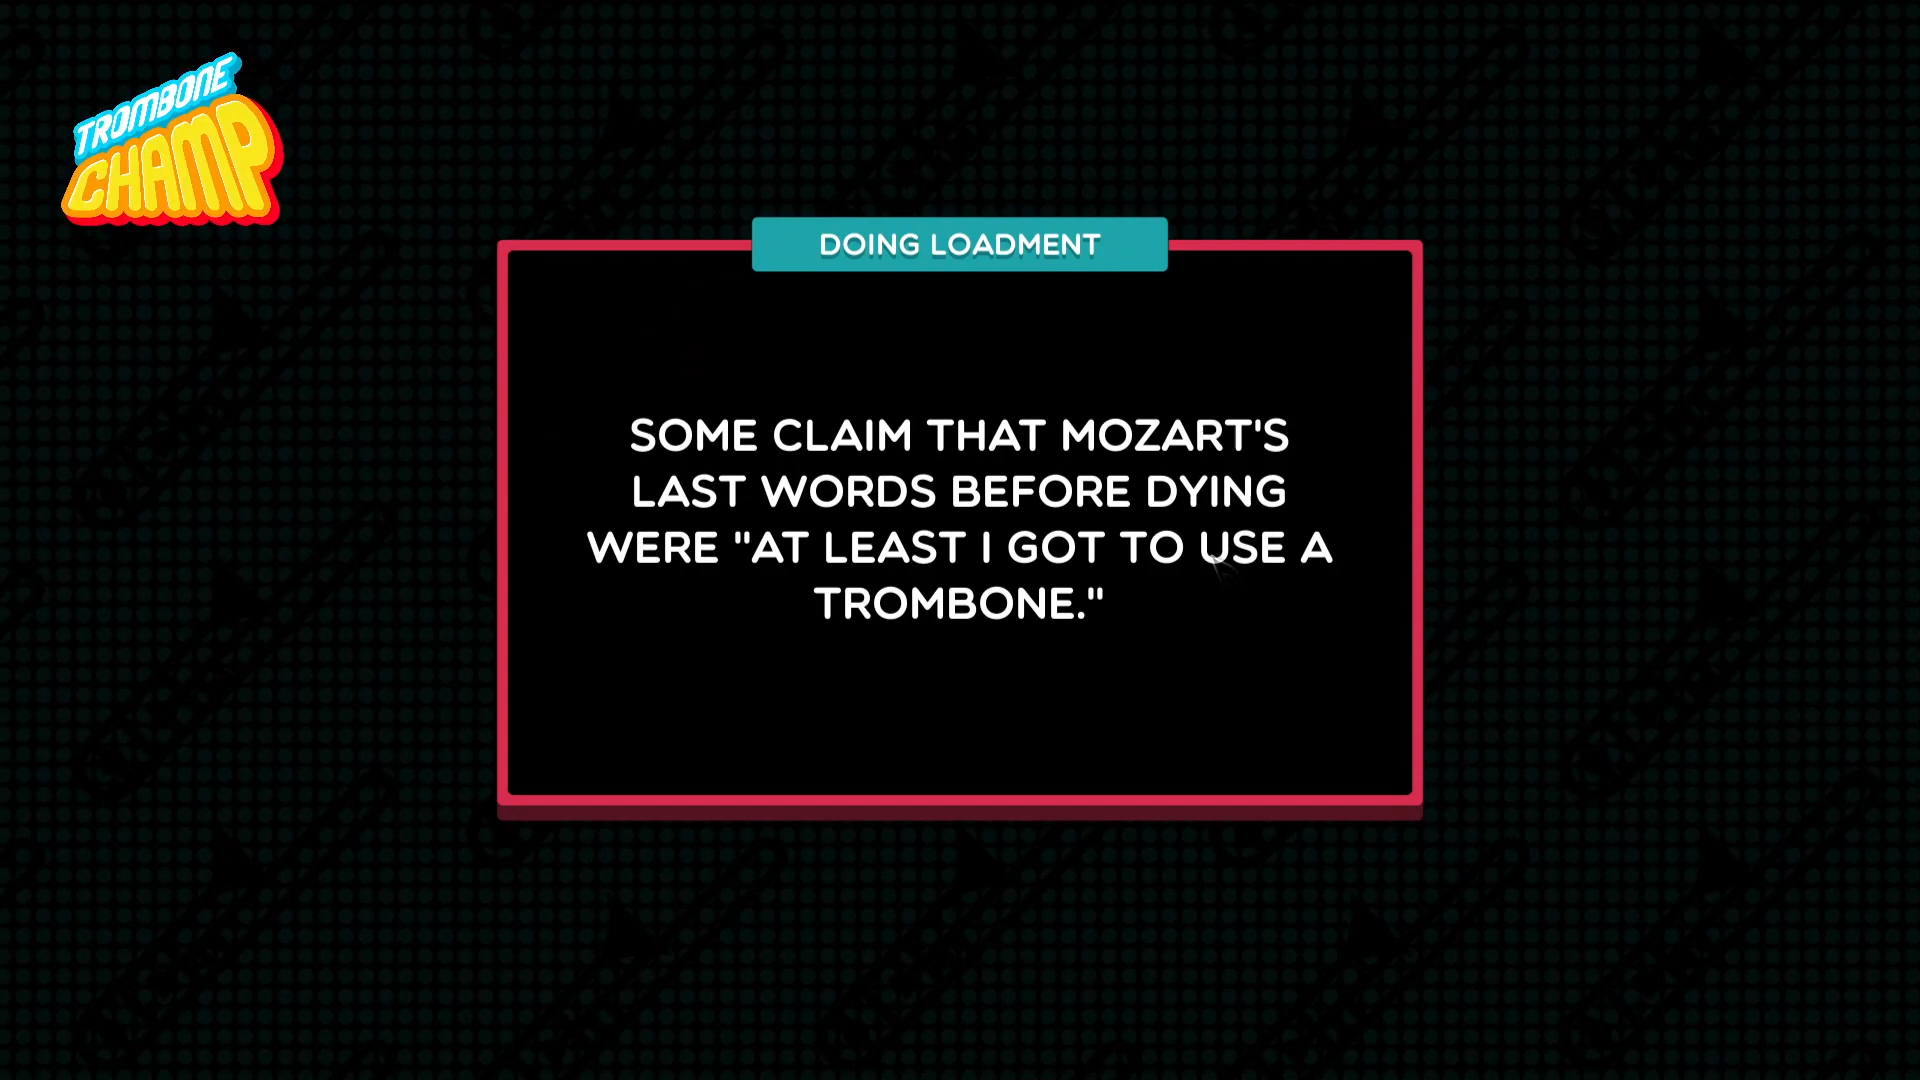 TROMBONE
CHAMP
DOING LOADMENT
SOME CLAIM THAT MOZART'S
LAST WORDS BEFORE DYING
WERE "AT LEAST I GOT TO USE A
TROMBONE."